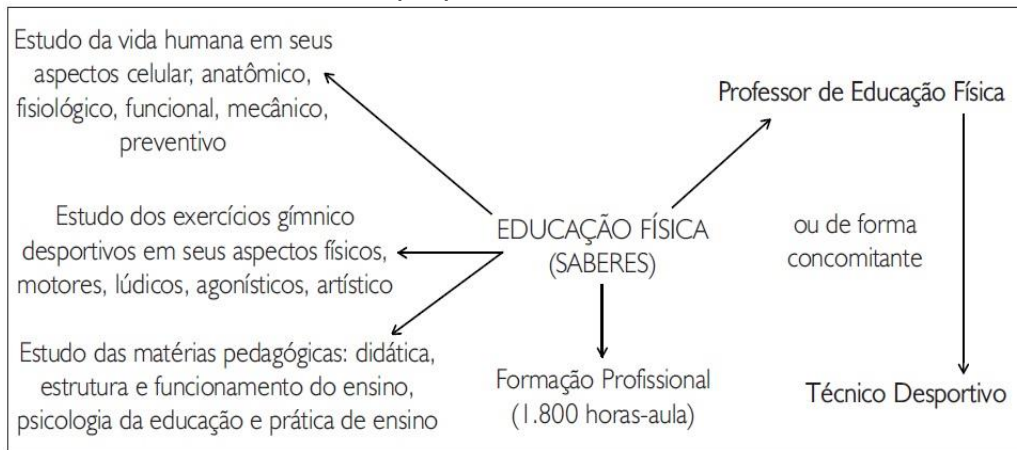 Estudo da vida humana em seus
aspectos celular, anatômico,
fisiológico, funcional, mecânico,
preventivo
Estudo dos exercícios gímnico
desportivos em seus aspectos físicos,
motores, lúdicos, agonísticos, artístico
Estudo das matérias pedagógicas: didática,
estrutura e funcionamento do ensino,
psicologia da educação e prática de ensino
EDUCAÇÃO FÍSICA
(SABERES)
Formação Profissional
(1.800 horas-aula)
Professor de Educação Física
ou de forma
concomitante
Técnico Desportivo